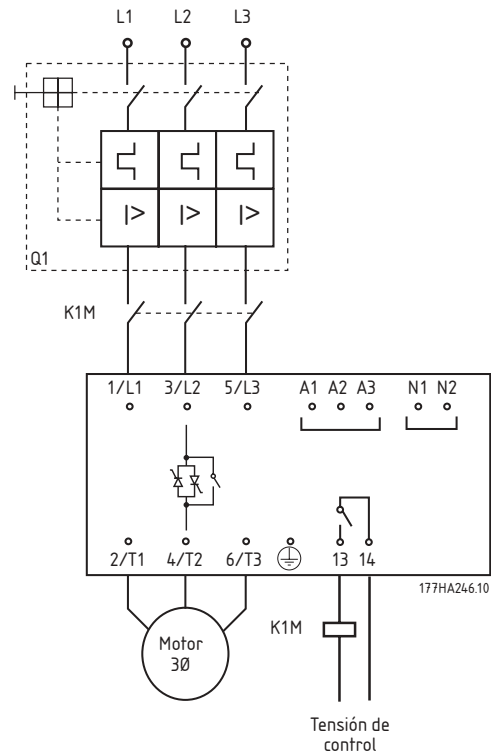 L1 L2 L3
Q1
K1M
1/L1 3/L2 5/L3 A1 A2 A3 N1 N2
2/T1 4/T2 6/T3 13 14
177HA246.10
Motor
3Ø
K1M
Tensión de
control